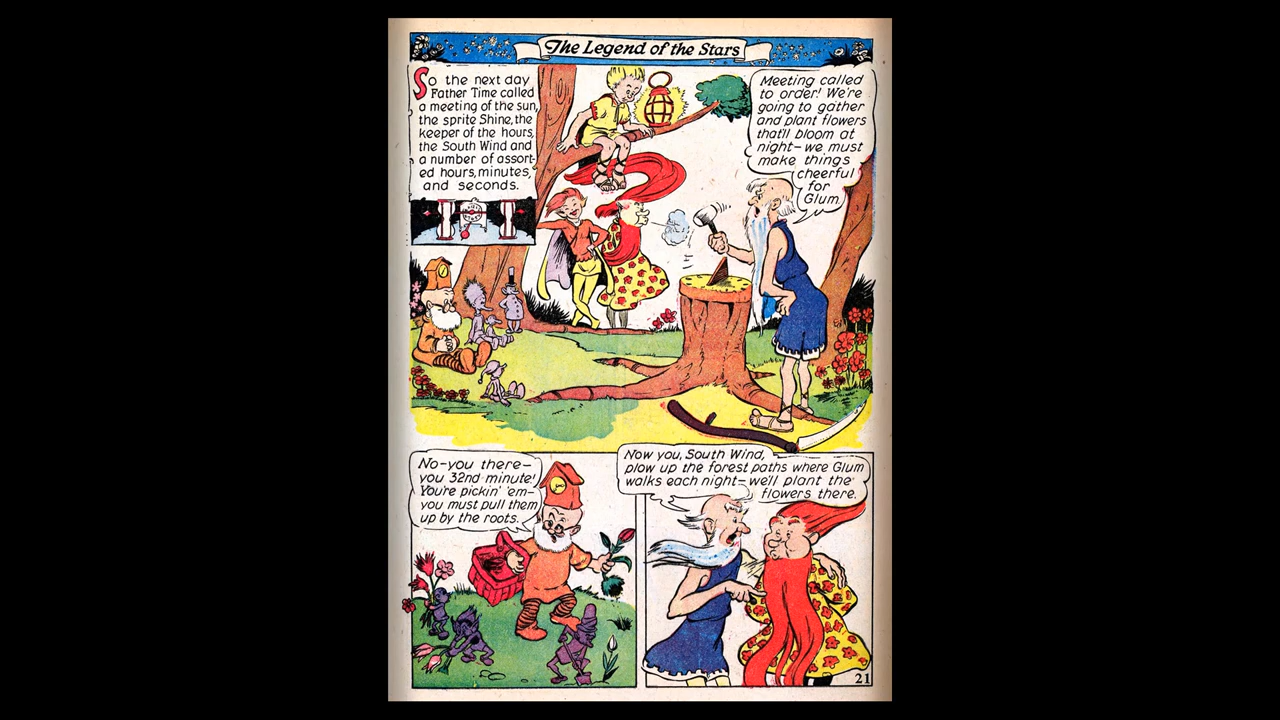 The Legend of the Stars
So the next day
Father Time called
a meeting of the sun,
the sprite Shine, the
keeper of the hours,
the South Wind and
a number of assort-
ed hours, minutes,
and seconds.
Meeting called
to order! We're
going to gather
and plant flowers
that'll bloom at
night-we must
make things
cheerful
for
Glum.
No-you there-
you 32nd minute!
You're pickin' 'em-
you must pull them
up by the roots.
Now you, South Wind,
plow up the forest paths where Glum
walks each night-we'll plant the
flowers there.
21